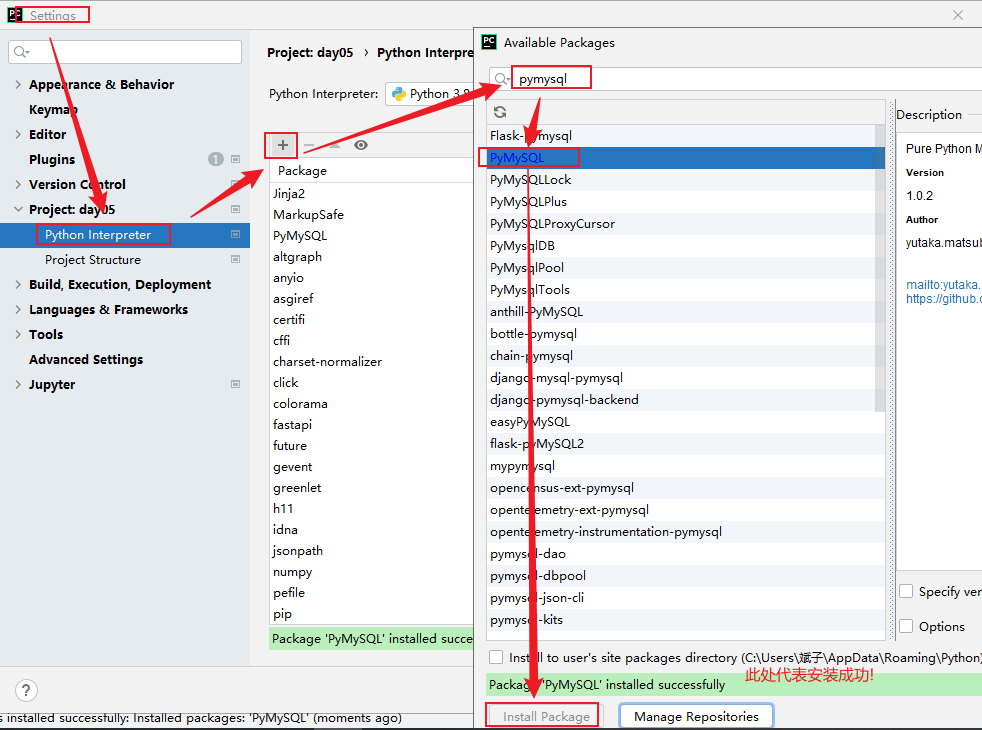 Settings
Appearance & Behavior
Keymap
Editor
Plugins
1
Version Control
Project: day05
Python Interpreter
Project Structure
Build, Execution, Deployment
Languages & Frameworks
Tools
Advanced Settings
Jupyter
?
Project: day05 › Python Interpre
Python Interpreter:
Python 3.8
Package
Jinja2
MarkupSafe
PyMySQL
altgraph
anyio
asgiref
certifi
cffi
charset-normalizer
click
colorama
fastapi
future
gevent
greenlet
h11
idna
jsonpath
numpy
pefile
pip
Package 'PyMySQL' installed succe
s installed successfully: Installed packages: 'PyMySQL' (moments ago)
PC Available Packages
pymysql
Flask-pymysql
PyMySQL
PyMySQLLock
PyMySQLPlus
PyMySQLProxyCursor
PyMysqlDB
PyMysqlPool
PyMysqlTools
anthill-PyMySQL
bottle-pymysql
chain-pymysql
django-mysql-pymysql
django-pymysql-backend
easyPyMySQL
flask-pyMySQL2
mypymysql
opencensus-ext-pymysql
opentelemetry-ext-pymysql
opentelemetry-instrumentation-pymysql
pymysql-dao
pymysql-dbpool
pymysql-json-cli
pymysql-kits
Description
Pure Python M
Version
1.0.2
Author
yutaka.matsub
mailto:yutaka.
https://github.c
Specify ver
Options
Install to user's site packages directory (C:\Users\斌子\AppData\Roaming\Python)
此处代表安装成功!
Package 'PyMySQL' installed successfully
Install Package
Manage Repositories